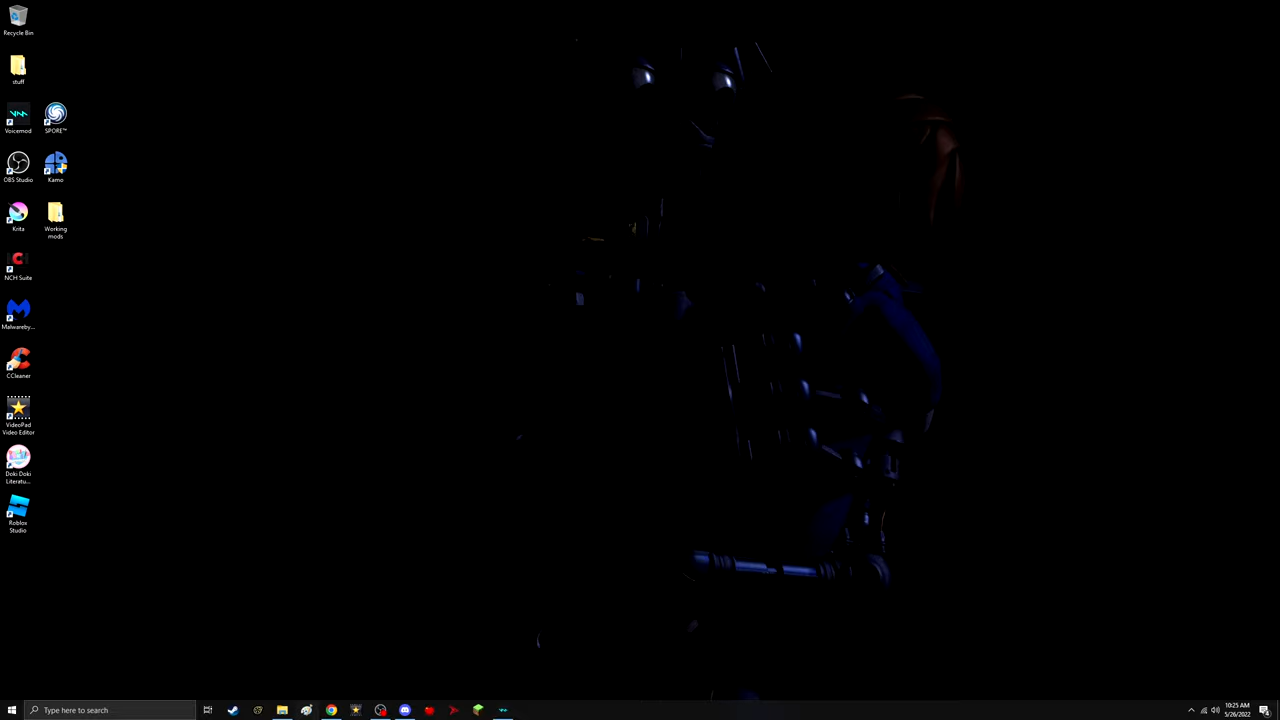 Recycle Bin
stuff
Voicemod
SPORE™
OBS Studio
Kamo
Krita
Working
mods
NCH Suite
Malwareby...
CCleaner
VideoPad
Video Editor
Doki Doki
Literatu...
Roblox
Studio
Type here to search
10:25 AM
5/26/2022